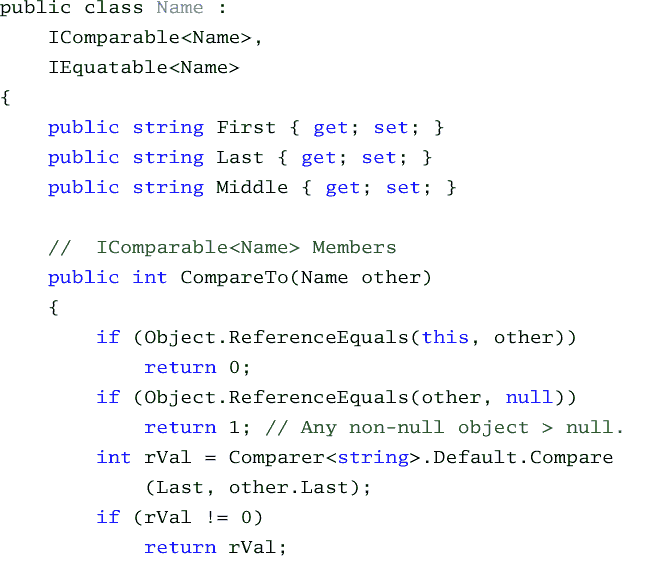 public class Name :
    IComparable<Name>,
    IEquatable<Name>
{
    public string First { get; set; }
    public string Last { get; set; }
    public string Middle { get; set; }

    //  IComparable<Name> Members
    public int CompareTo(Name other)
    {
        if (Object.ReferenceEquals(this, other))
            return 0;
        if (Object.ReferenceEquals(other, null))
            return 1; // Any non-null object > null.
        int rVal = Comparer<string>.Default.Compare
            (Last, other.Last);
        if (rVal != 0)
            return rVal;